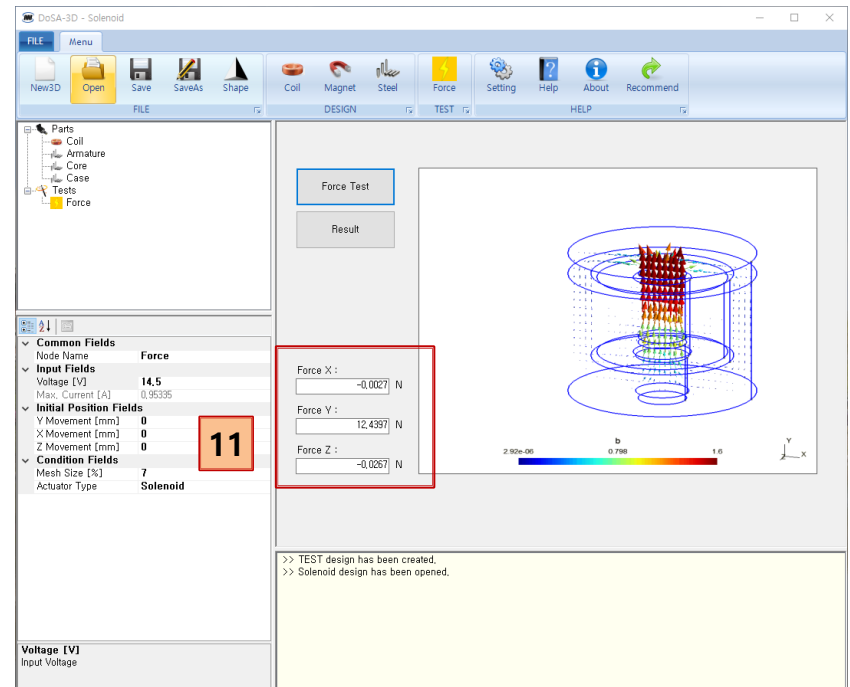 DoSA-3D - Solenoid
FILE Menu
New3D Open Save SaveAs Shape Coil Magnet Steel Force Setting Help About Recommend
FILE DESIGN TEST HELP
Parts
Coil
Armature
Core
Case
Tests
Force
Common Fields
Node Name Force
Input Fields
Voltage [V] 14,5
Max, Current [A] 0,95335
Initial Position Fields
Y Movement [mm] 0
X Movement [mm] 0
Z Movement [mm] 0
Condition Fields
Mesh Size [%] 7
Actuator Type Solenoid
11
Voltage [V]
Input Voltage
Force Test
Result
Force X :
-0,0027 N
Force Y :
12,4397 N
Force Z :
-0,0267 N
b
2.92e-06 0.798 1.6
Y
Z X
>> TEST design has been created,
>> Solenoid design has been opened,